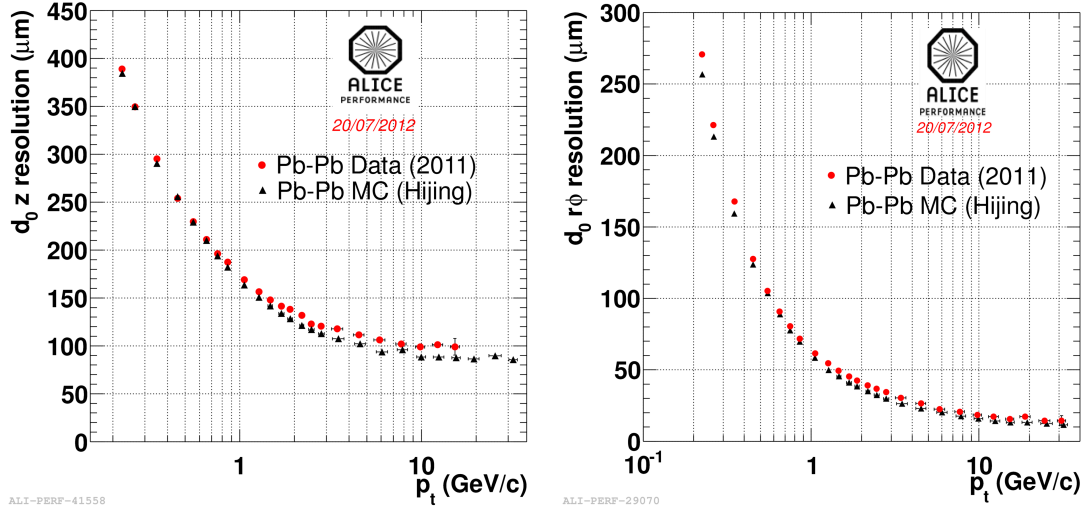 d₀ z resolution (μm)
450
400
350
300
250
200
150
100
50
0
ALICE
PERFORMANCE
20/07/2012
Pb-Pb Data (2011)
Pb-Pb MC (Hijing)
1
10
pₜ (GeV/c)
ALI-PERF-41558
d₀ rϕ resolution (μm)
300
250
200
150
100
50
0
ALICE
PERFORMANCE
20/07/2012
Pb-Pb Data (2011)
Pb-Pb MC (Hijing)
10⁻¹
1
10
pₜ (GeV/c)
ALI-PERF-29070